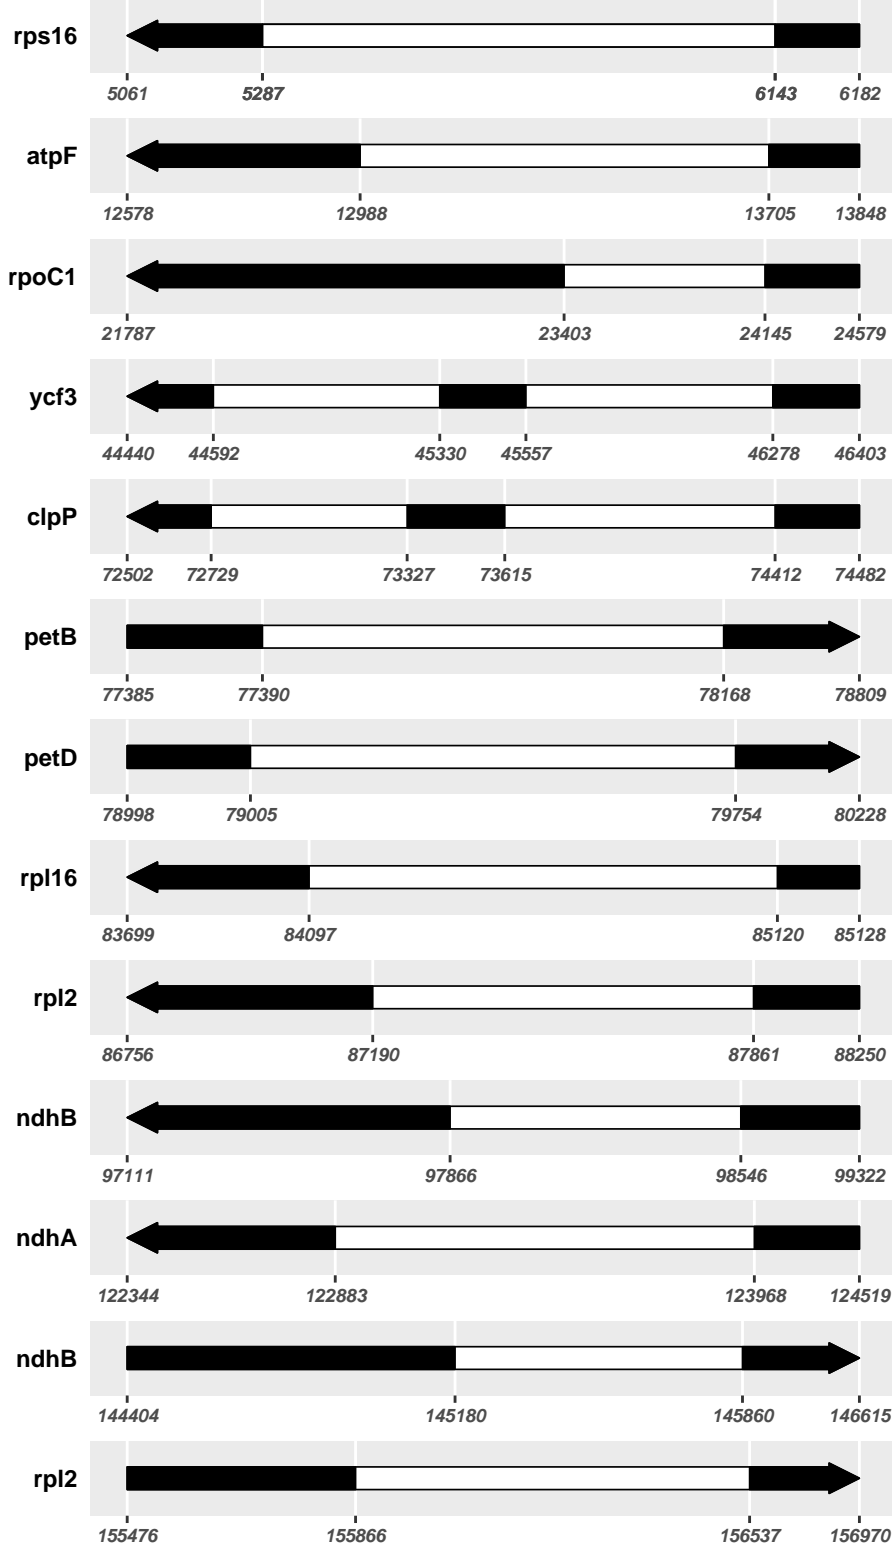 rps16
5061 5287 6143 6182
atpF
12578 12988 13705 13848
rpoC1
21787 23403 24145 24579
ycf3
44440 44592 45330 45557 46278 46403
clpP
72502 72729 73327 73615 74412 74482
petB
77385 77390 78168 78809
petD
78998 79005 79754 80228
rpl16
83699 84097 85120 85128
rpl2
86756 87190 87861 88250
ndhB
97111 97866 98546 99322
ndhA
122344 122883 123968 124519
ndhB
144404 145180 145860 146615
rpl2
155476 155866 156537 156970